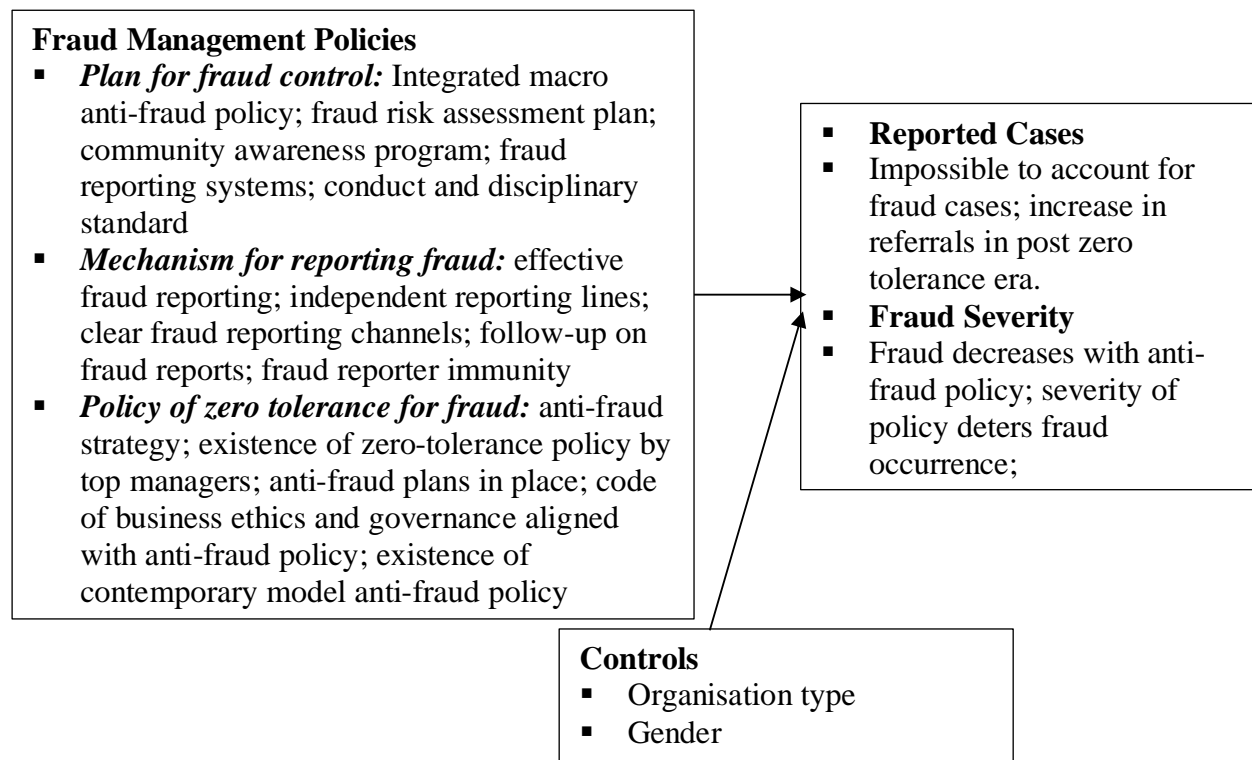 Fraud Management Policies
▪ Plan for fraud control: Integrated macro
anti-fraud policy; fraud risk assessment plan;
community awareness program; fraud
reporting systems; conduct and disciplinary
standard
▪ Mechanism for reporting fraud: effective
fraud reporting; independent reporting lines;
clear fraud reporting channels; follow-up on
fraud reports; fraud reporter immunity
▪ Policy of zero tolerance for fraud: anti-fraud
strategy; existence of zero-tolerance policy by
top managers; anti-fraud plans in place; code
of business ethics and governance aligned
with anti-fraud policy; existence of
contemporary model anti-fraud policy
▪ Reported Cases
▪ Impossible to account for
fraud cases; increase in
referrals in post zero
tolerance era.
▪ Fraud Severity
▪ Fraud decreases with anti-
fraud policy; severity of
policy deters fraud
occurrence;
Controls
▪ Organisation type
▪ Gender